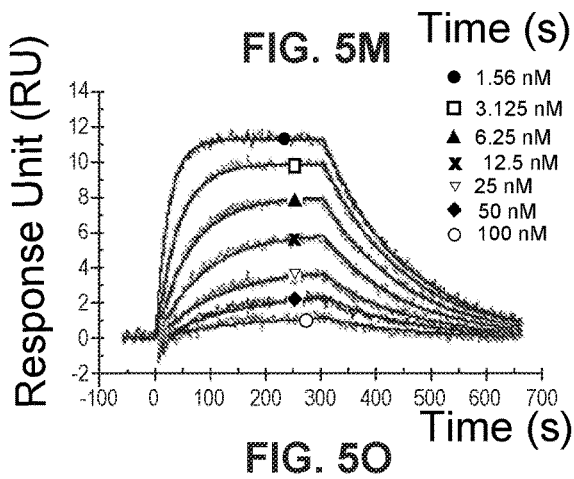 Time (s)
FIG. 5M
Response Unit (RU)
14
12
10
8
6
4
2
0
-2
-100 0 100 200 300 400 500 600 700
1.56 nM
3.125 nM
6.25 nM
12.5 nM
25 nM
50 nM
100 nM
Time (s)
FIG. 5O